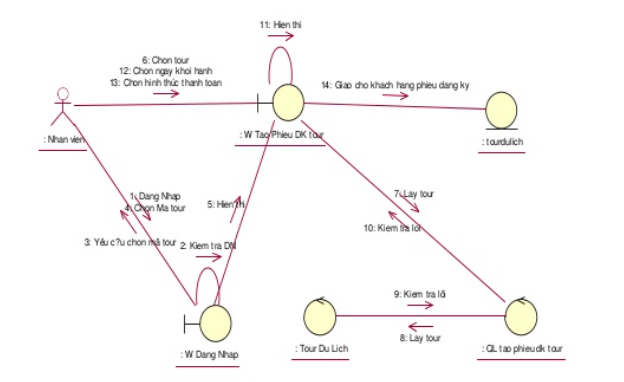 11: Hien thi
6: Chon tour
12: Chon ngay khoi hanh
13: Chon hinh thức thanh toan
14: Giao cho khach hang phieu dang ky
: Nhan vien
: W Tao Phieu DK tour
: tourdulich
1: Dang Nhap
4: Chon Ma tour
5: Hien thi
7: Lay tour
10: Kiem tra loi
3: Yêu c?u chon mã tour
2: Kiem tra DN
9: Kiem tra lỗi
8: Lay tour
: W Dang Nhap
: Tour Du Lich
: QL tao phieu dk tour